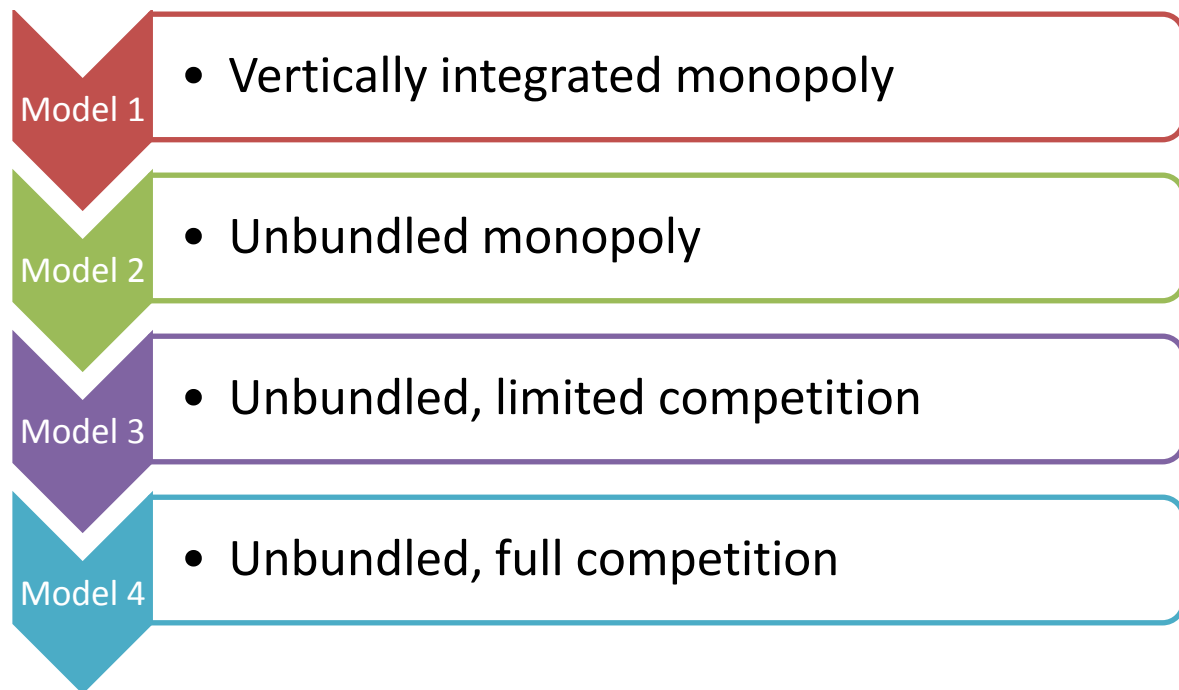 Model 1
• Vertically integrated monopoly
Model 2
• Unbundled monopoly
Model 3
• Unbundled, limited competition
Model 4
• Unbundled, full competition